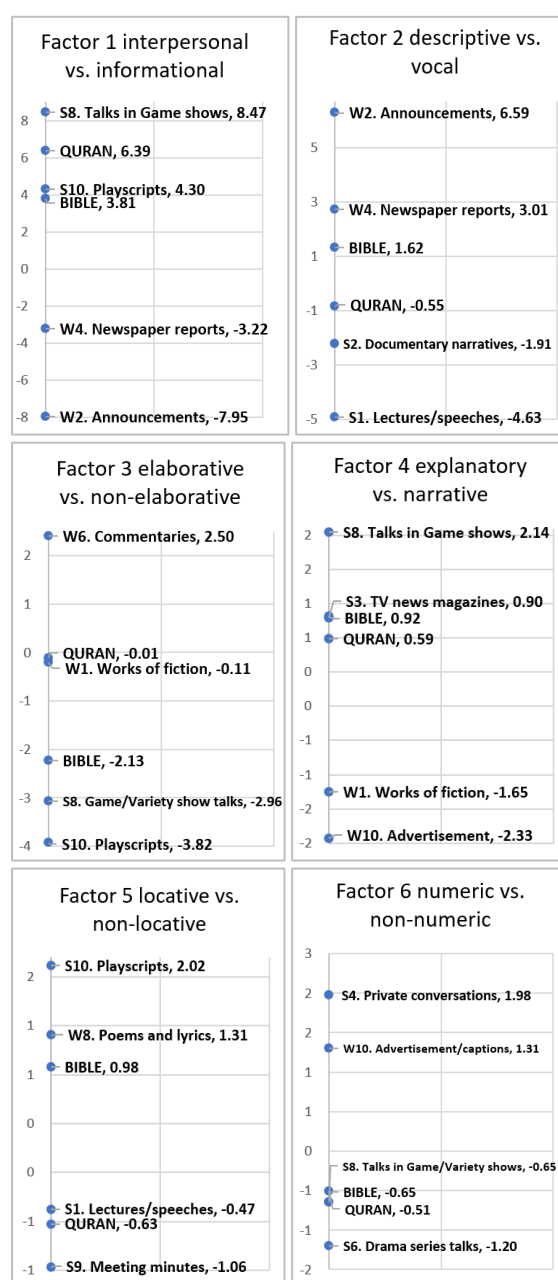 Factor 1 interpersonal
vs. informational
8
6
4
2
0
-2
-4
-6
-8
S8. Talks in Game shows, 8.47
QURAN, 6.39
S10. Playscripts, 4.30
BIBLE, 3.81
W4. Newspaper reports, -3.22
W2. Announcements, -7.95
Factor 2 descriptive vs.
vocal
5
3
1
-1
-3
-5
W2. Announcements, 6.59
W4. Newspaper reports, 3.01
BIBLE, 1.62
QURAN, -0.55
S2. Documentary narratives, -1.91
S1. Lectures/speeches, -4.63
Factor 3 elaborative
vs. non-elaborative
2
1
0
-1
-2
-3
-4
W6. Commentaries, 2.50
QURAN, -0.01
W1. Works of fiction, -0.11
BIBLE, -2.13
S8. Game/Variety show talks, -2.96
S10. Playscripts, -3.82
Factor 4 explanatory
vs. narrative
2
2
1
1
0
0
-1
-1
-2
-2
S8. Talks in Game shows, 2.14
S3. TV news magazines, 0.90
BIBLE, 0.92
QURAN, 0.59
W1. Works of fiction, -1.65
W10. Advertisement, -2.33
Factor 5 locative vs.
non-locative
2
1
1
0
0
-1
-1
S10. Playscripts, 2.02
W8. Poems and lyrics, 1.31
BIBLE, 0.98
S1. Lectures/speeches, -0.47
QURAN, -0.63
S9. Meeting minutes, -1.06
Factor 6 numeric vs.
non-numeric
3
2
2
1
1
0
-1
-1
-2
S4. Private conversations, 1.98
W10. Advertisement/captions, 1.31
S8. Talks in Game/Variety shows, -0.65
BIBLE, -0.65
QURAN, -0.51
S6. Drama series talks, -1.20